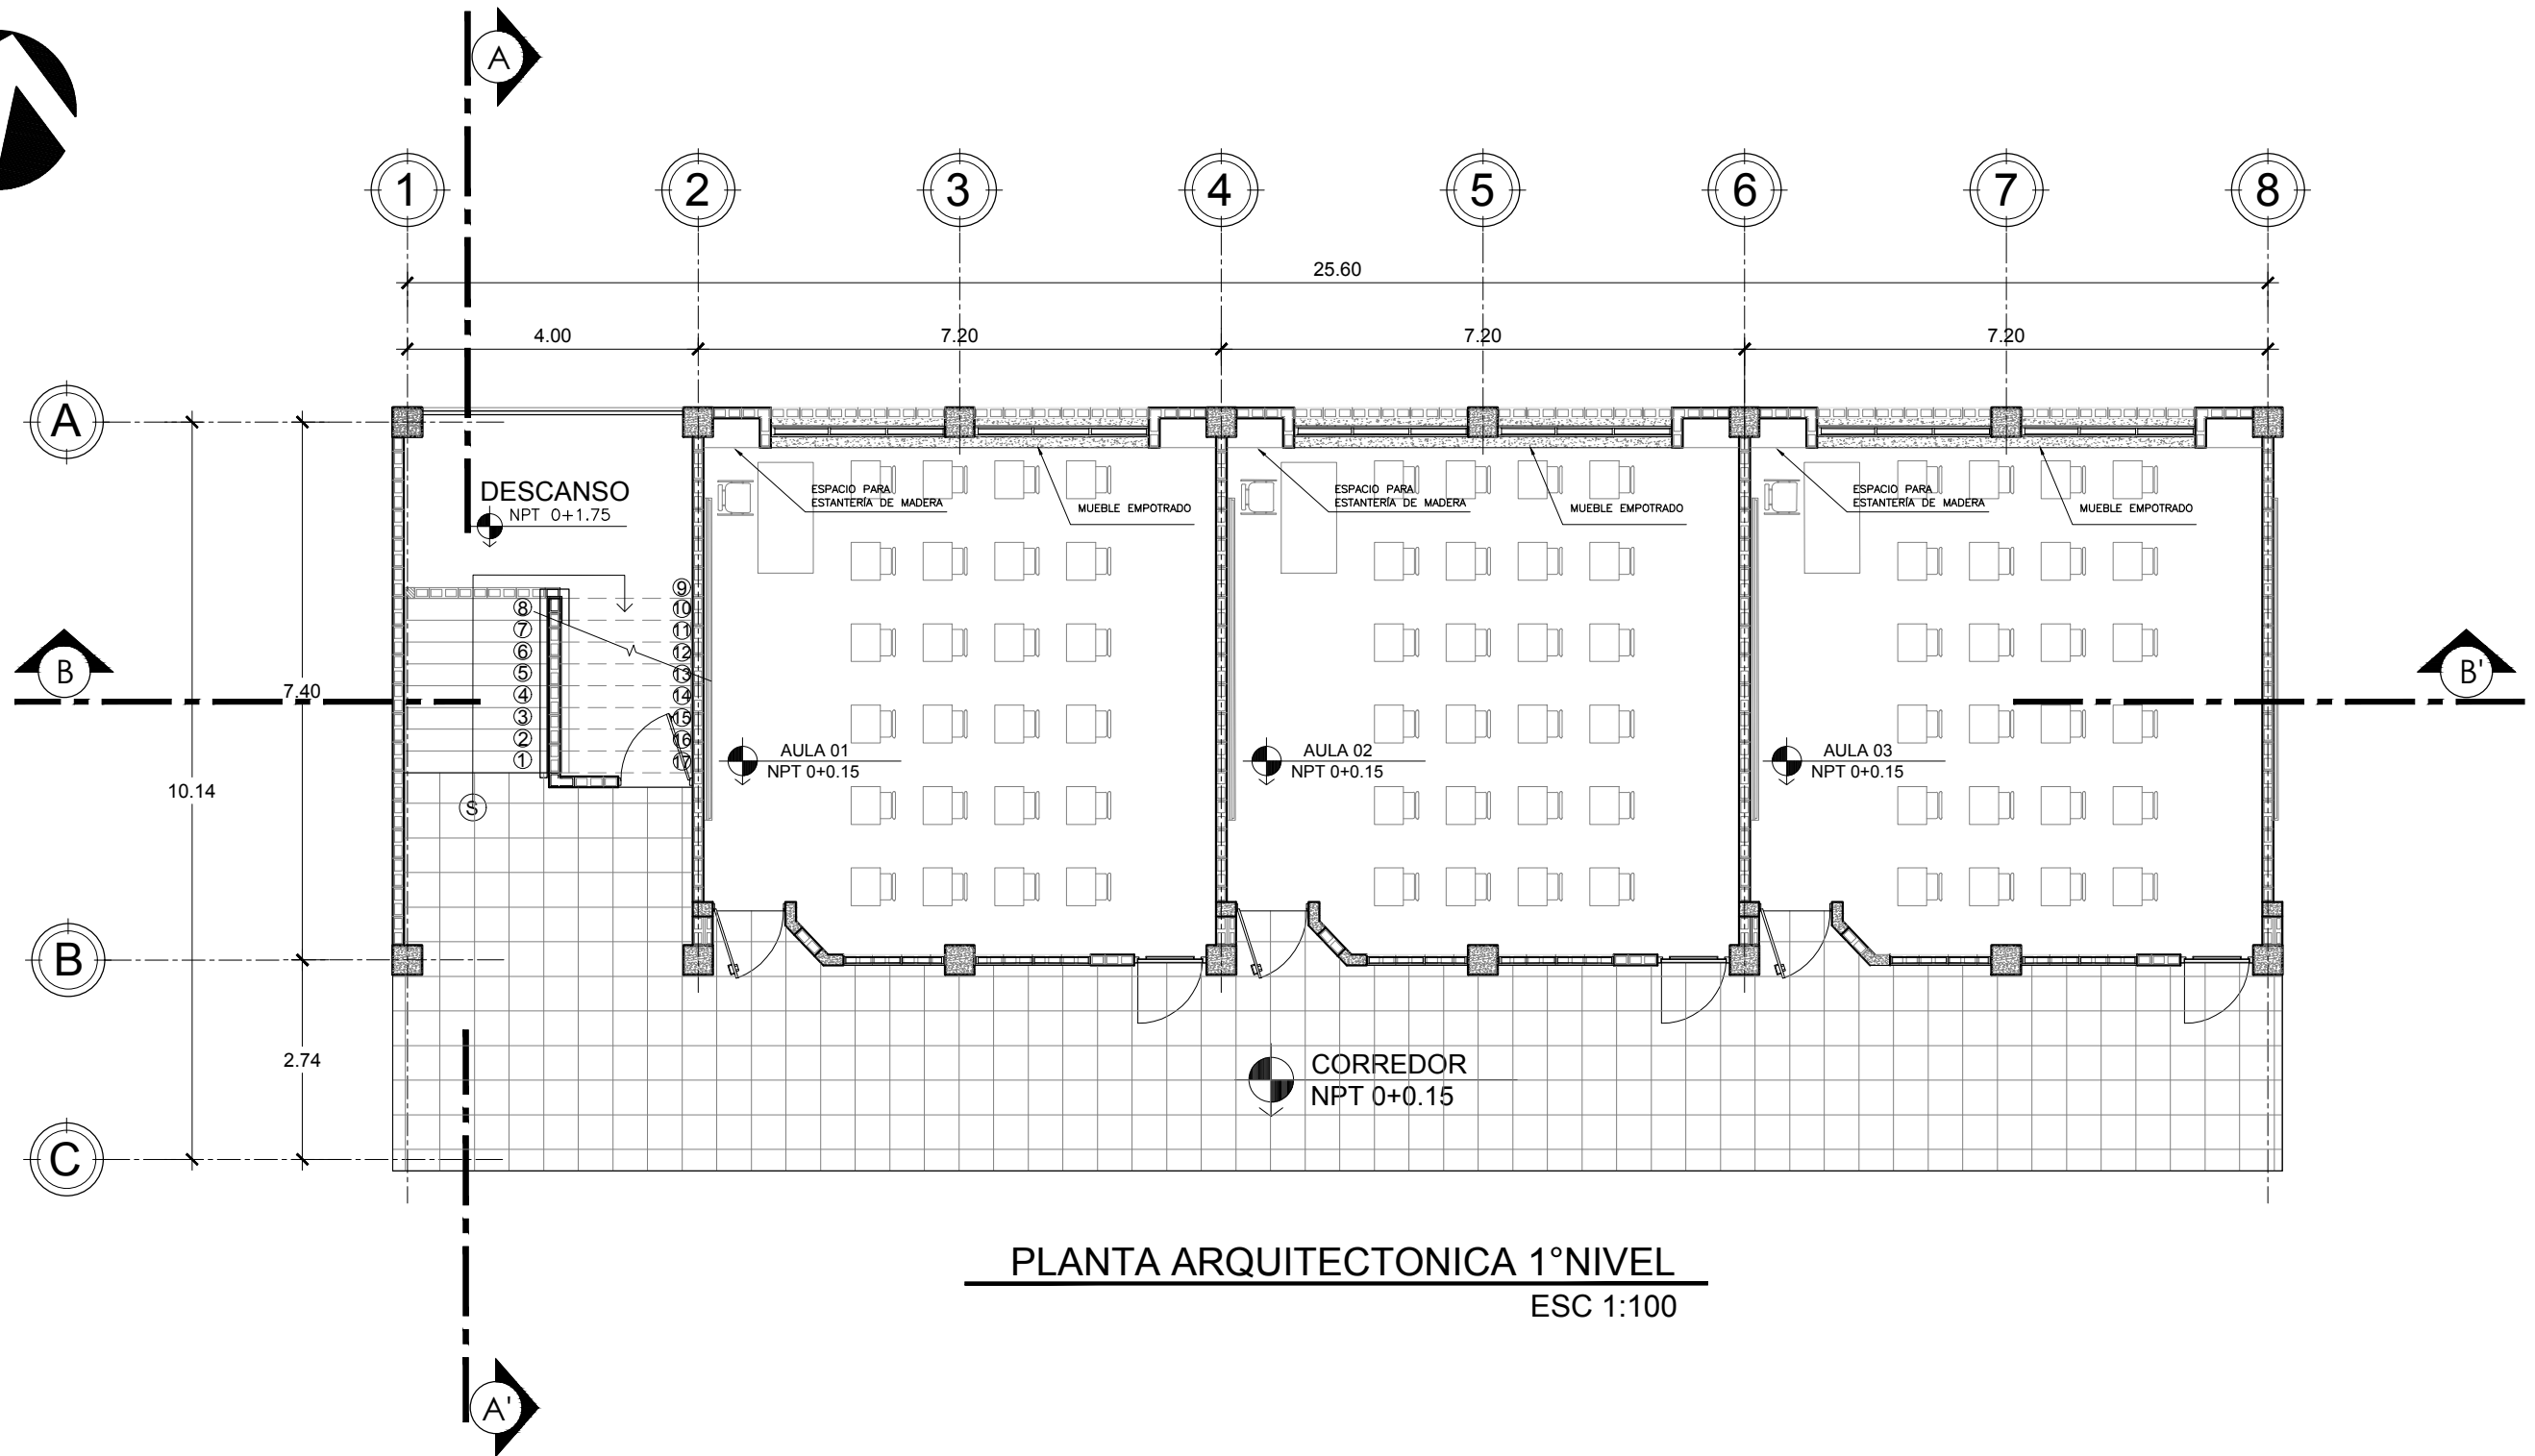 A
1 2 3 4 5 6 7 8
25.60
4.00 7.20 7.20 7.20
A
DESCANSO
NPT 0+1.75
ESPACIO PARA
ESTANTERÍA DE MADERA
MUEBLE EMPOTRADO
ESPACIO PARA
ESTANTERÍA DE MADERA
MUEBLE EMPOTRADO
ESPACIO PARA
ESTANTERÍA DE MADERA
MUEBLE EMPOTRADO
9
8 10
7 11
6 12
5 13
4 14
3 15
2 16
1 17
S
B
B'
7.40
10.14
AULA 01
NPT 0+0.15
AULA 02
NPT 0+0.15
AULA 03
NPT 0+0.15
B
2.74
CORREDOR
NPT 0+0.15
C
PLANTA ARQUITECTONICA 1°NIVEL
ESC 1:100
A'